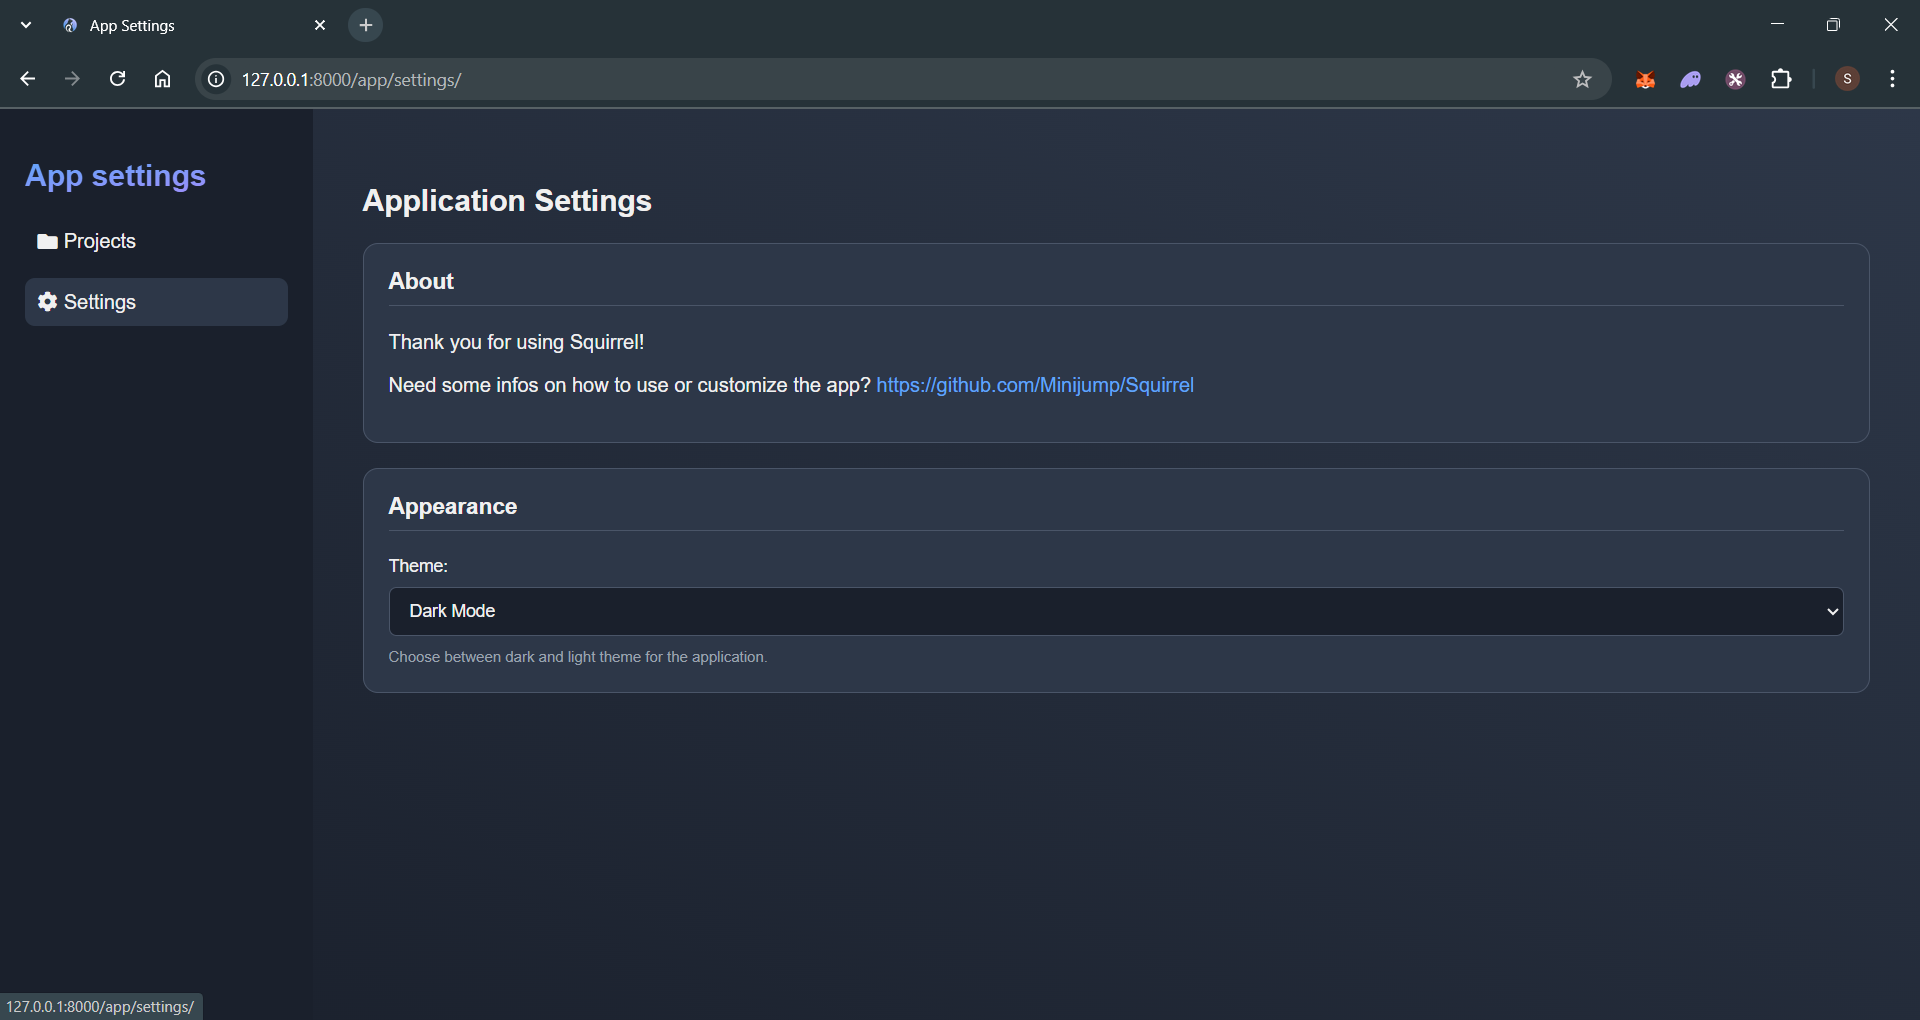 App Settings
127.0.0.1:8000/app/settings/
S
App settings
Projects
Settings
Application Settings
About
Thank you for using Squirrel!
Need some infos on how to use or customize the app? https://github.com/Minijump/Squirrel
Appearance
Theme:
Dark Mode
Choose between dark and light theme for the application.
127.0.0.1:8000/app/settings/